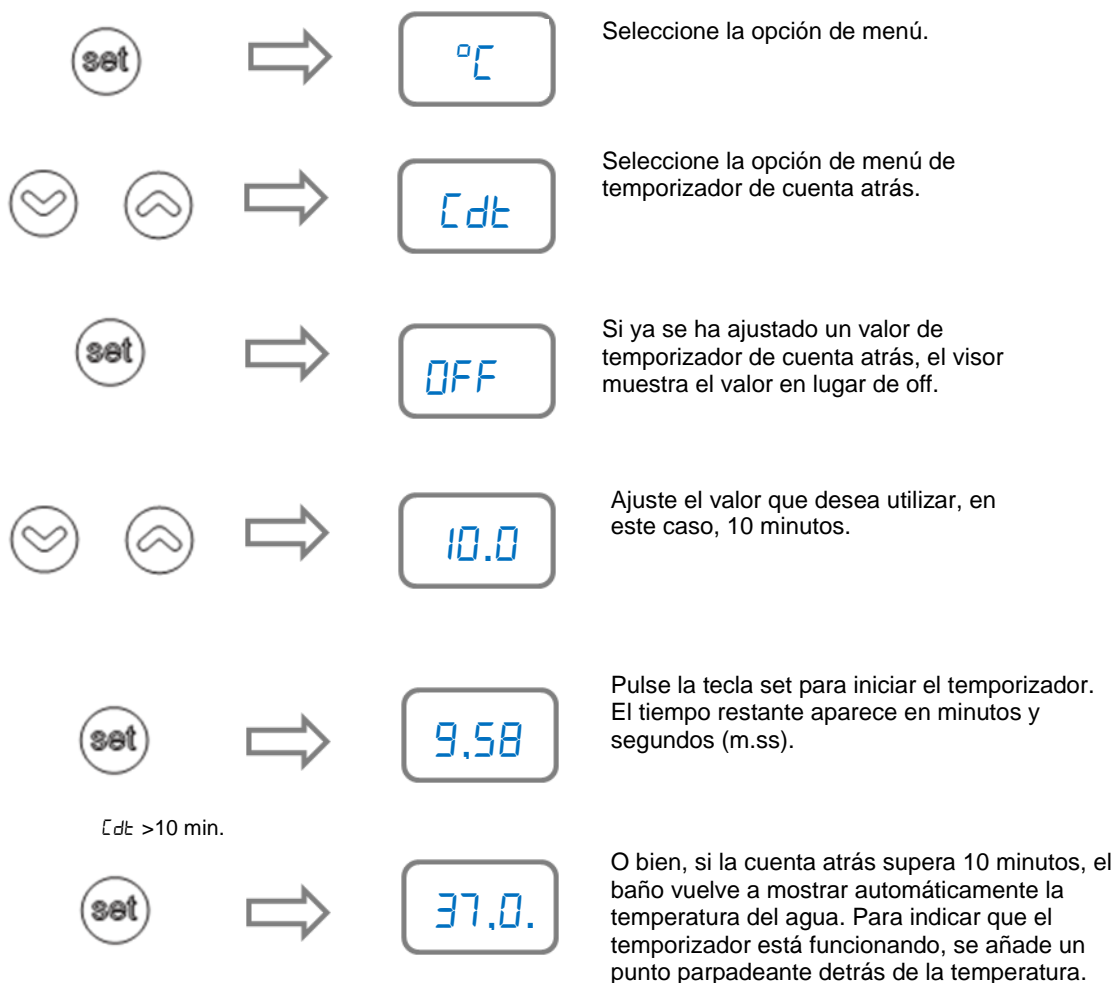 set
°C
Seleccione la opción de menú.
Cdt
Seleccione la opción de menú de
temporizador de cuenta atrás.
set
OFF
Si ya se ha ajustado un valor de
temporizador de cuenta atrás, el visor
muestra el valor en lugar de off.
10.0
Ajuste el valor que desea utilizar, en
este caso, 10 minutos.
set
9.58
Pulse la tecla set para iniciar el temporizador.
El tiempo restante aparece en minutos y
segundos (m.ss).
Cdt >10 min.
set
37.0.
O bien, si la cuenta atrás supera 10 minutos, el
baño vuelve a mostrar automáticamente la
temperatura del agua. Para indicar que el
temporizador está funcionando, se añade un
punto parpadeante detrás de la temperatura.